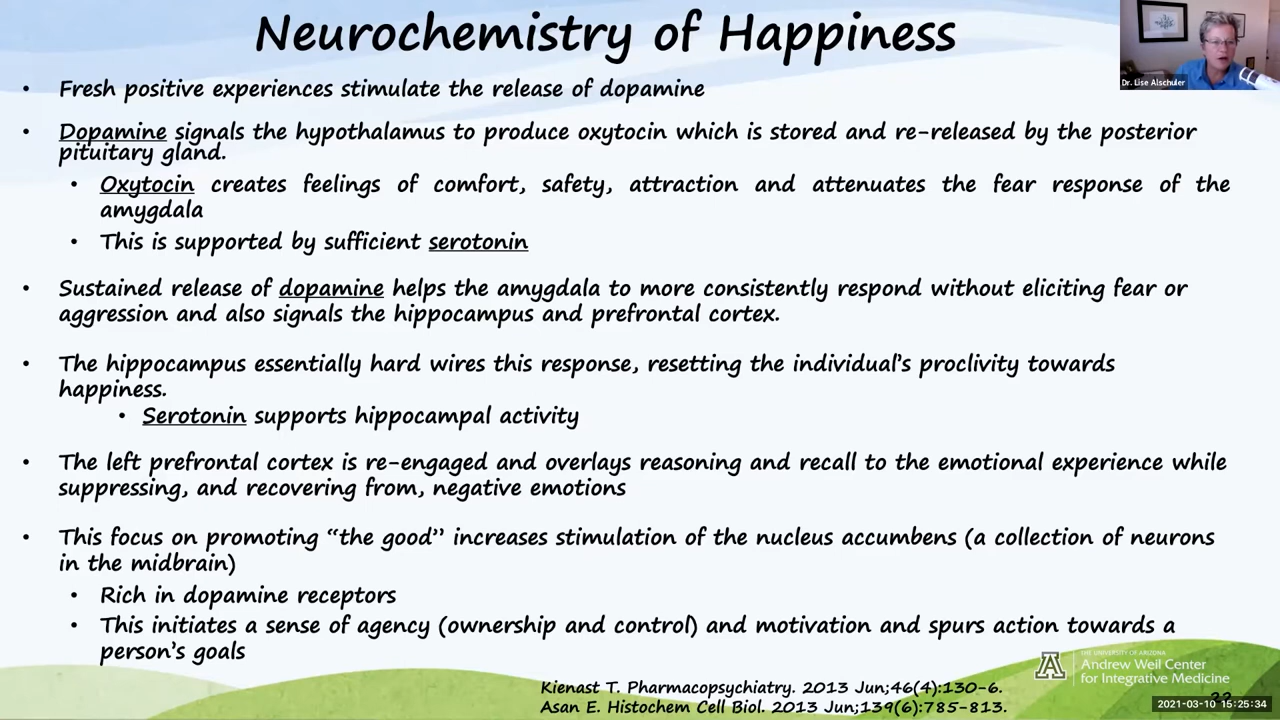 Neurochemistry of Happiness
Dr. Lise Alschuler
• Fresh positive experiences stimulate the release of dopamine
• Dopamine signals the hypothalamus to produce oxytocin which is stored and re-released by the posterior
pituitary gland.
• Oxytocin creates feelings of comfort, safety, attraction and attenuates the fear response of the
amygdala
• This is supported by sufficient serotonin
• Sustained release of dopamine helps the amygdala to more consistently respond without eliciting fear or
aggression and also signals the hippocampus and prefrontal cortex.
• The hippocampus essentially hard wires this response, resetting the individual's proclivity towards
happiness.
• Serotonin supports hippocampal activity
• The left prefrontal cortex is re-engaged and overlays reasoning and recall to the emotional experience while
suppressing, and recovering from, negative emotions
• This focus on promoting “the good” increases stimulation of the nucleus accumbens (a collection of neurons
in the midbrain)
• Rich in dopamine receptors
• This initiates a sense of agency (ownership and control) and motivation and spurs action towards a
person's goals
THE UNIVERSITY OF ARIZONA
Andrew Weil Center
for Integrative Medicine
Kienast T. Pharmacopsychiatry. 2013 Jun;46(4):130-6.
Asan E. Histochem Cell Biol. 2013 Jun;139(6):785-813.
2021-03-10 15:25:34